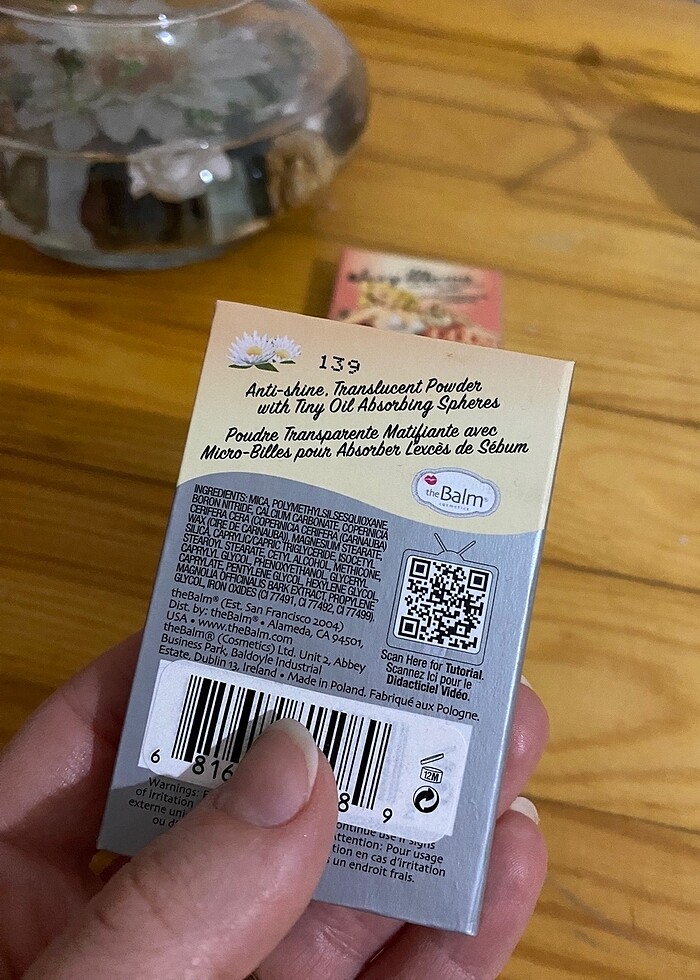 Sexy Mama
139
Anti-shine, Translucent Powder
with Tiny Oil Absorbing Spheres
Poudre Transparente Matifiante avec
Micro-Billes pour Absorber L'excès de Sébum
theBalm®
cosmetics
INGREDIENTS: MICA, POLYMETHYLSILSESQUIOXANE,
BORON NITRIDE, CALCIUM CARBONATE, COPERNICIA
CERIFERA CERA (COPERNICIA CERIFERA (CARNAUBA)
WAX (CIRE DE CARNAUBA)), MAGNESIUM STEARATE,
SILICA, CAPRYLIC/CAPRIC TRIGLYCERIDE, ISOCETYL
STEAROYL STEARATE, CETYL ALCOHOL, METHICONE,
CAPRYLYL GLYCOL, PHENOXYETHANOL, GLYCERYL
CAPRYLATE, PENTYLENE GLYCOL, HEXYLENE GLYCOL,
MAGNOLIA OFFICINALIS BARK EXTRACT, PROPYLENE
GLYCOL, IRON OXIDES (CI 77491, CI 77492, CI 77499).
theBalm® (Est. San Francisco 2004)
Dist. by: theBalm® • Alameda, CA 94501,
USA • www.theBalm.com
theBalm® (Cosmetics) Ltd. Unit 2, Abbey
Business Park, Baldoyle Industrial
Estate, Dublin 13, Ireland • Made in Poland. Fabriqué aux Pologne.
Scan Here for Tutorial.
Scannez Ici pour le
Didacticiel Vidéo.
6 816 8 9
12M
Warnings:
of irritation
externe
continue use if signs
Attention: Pour usage
en cas d'irritation
un endroit frais.